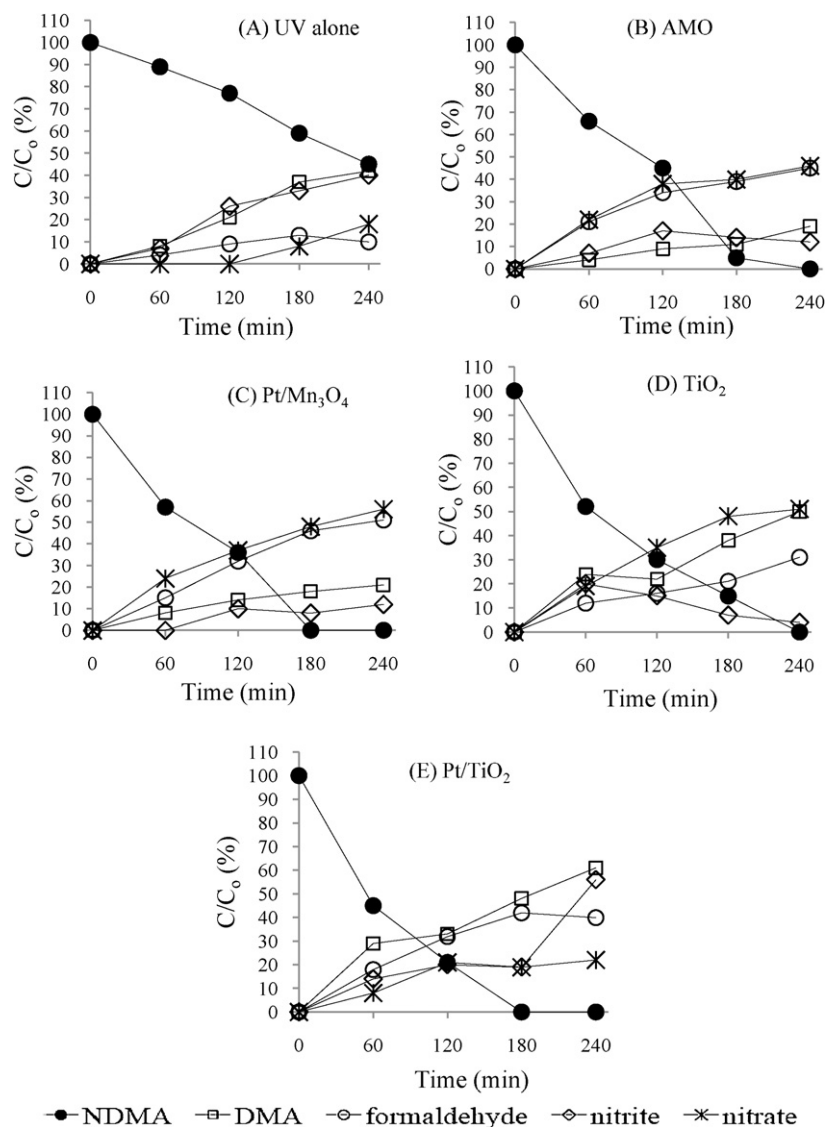 (A) UV alone
110
100
90
80
70
60
50
40
30
20
10
0
C/Co (%)
0 60 120 180 240
Time (min)
(B) AMO
110
100
90
80
70
60
50
40
30
20
10
0
C/Co (%)
0 60 120 180 240
Time (min)
(C) Pt/Mn3O4
110
100
90
80
70
60
50
40
30
20
10
0
C/Co (%)
0 60 120 180 240
Time (min)
(D) TiO2
110
100
90
80
70
60
50
40
30
20
10
0
C/Co (%)
0 60 120 180 240
Time (min)
(E) Pt/TiO2
110
100
90
80
70
60
50
40
30
20
10
0
C/Co (%)
0 60 120 180 240
Time (min)
NDMA DMA formaldehyde nitrite nitrate